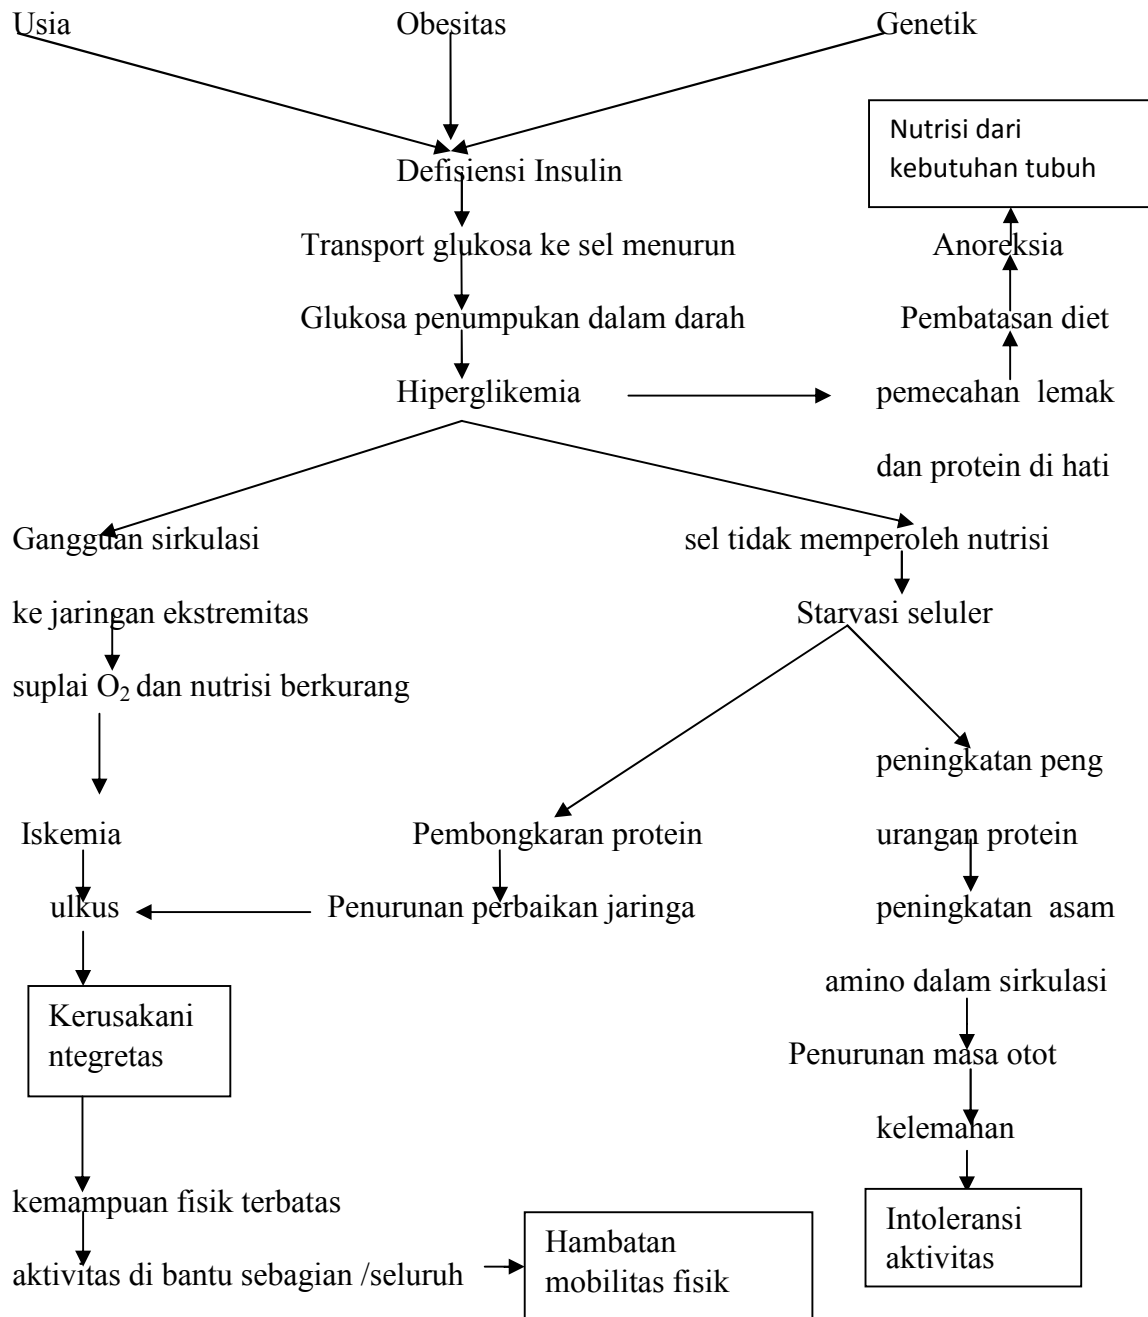 Usia
Obesitas
Genetik
Nutrisi dari
kebutuhan tubuh
Defisiensi Insulin
Transport glukosa ke sel menurun
Anoreksia
Glukosa penumpukan dalam darah
Pembatasan diet
Hiperglikemia
pemecahan lemak
dan protein di hati
Gangguan sirkulasi
sel tidak memperoleh nutrisi
ke jaringan ekstremitas
Starvasi seluler
suplai O₂ dan nutrisi berkurang
peningkatan peng
Iskemia
Pembongkaran protein
urangan protein
ulkus
Penurunan perbaikan jaringa
peningkatan asam
amino dalam sirkulasi
Kerusakani
ntegretas
Penurunan masa otot
kelemahan
kemampuan fisik terbatas
Intoleransi
aktivitas
aktivitas di bantu sebagian /seluruh
Hambatan
mobilitas fisik